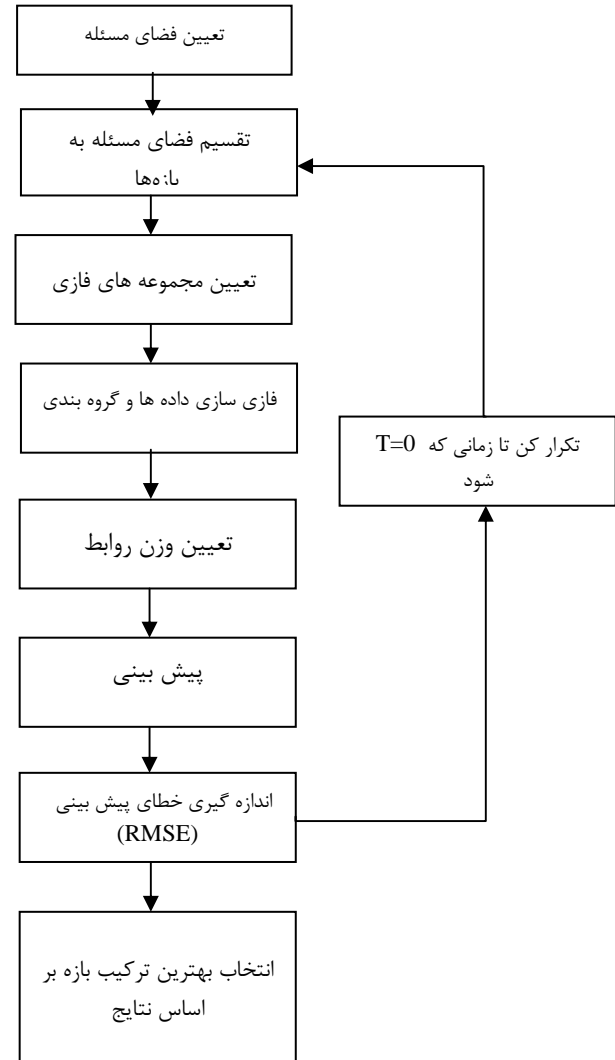 تعیین فضای مسئله
تقسیم فضای مسئله به
بازه‌ها
تعیین مجموعه های فازی
فازی سازی داده ها و گروه بندی
تعیین وزن روابط
پیش بینی
اندازه گیری خطای پیش بینی
(RMSE)
انتخاب بهترین ترکیب بازه بر
اساس نتایج
تکرار کن تا زمانی که T=0
شود